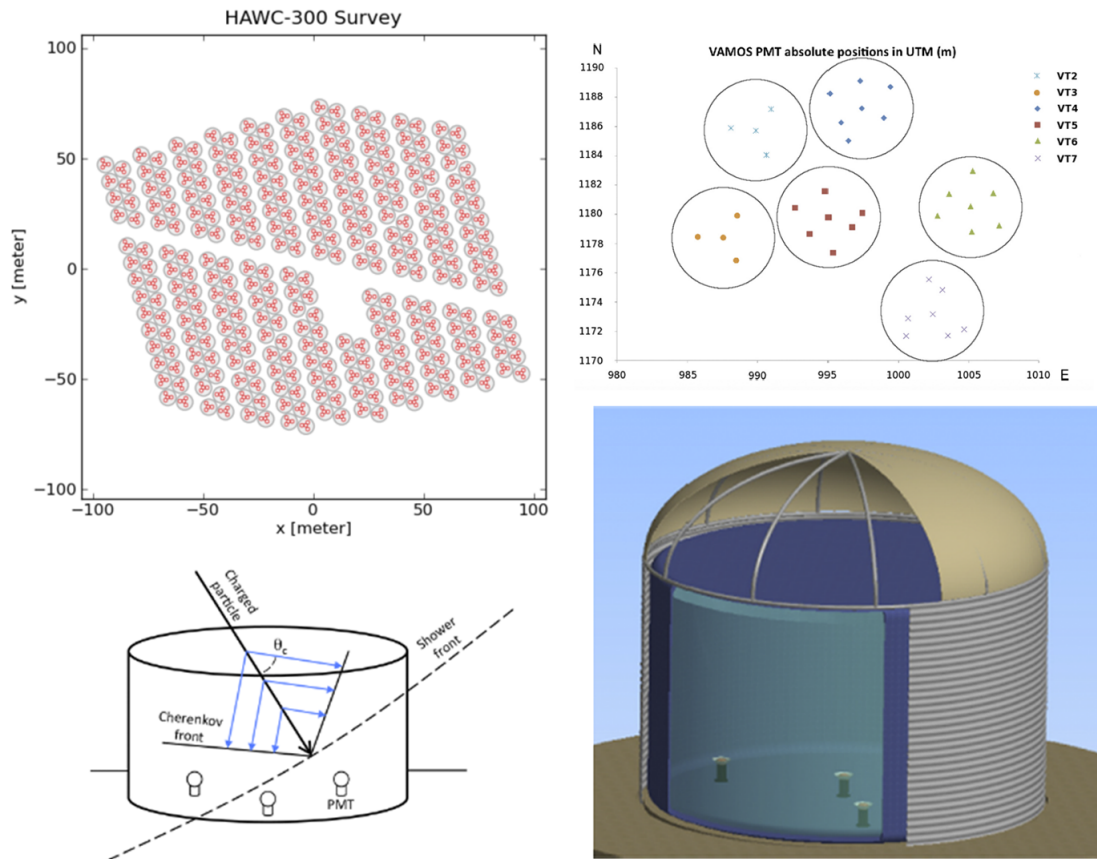 HAWC-300 Survey
100
50
0
−50
−100
y [meter]
−100
−50
0
50
100
x [meter]
VAMOS PMT absolute positions in UTM (m)
N
1190
1188
1186
1184
1182
1180
1178
1176
1174
1172
1170
980
985
990
995
1000
1005
1010
E
VT2
VT3
VT4
VT5
VT6
VT7
Charged
particle
θc
Shower
front
Cherenkov
front
PMT